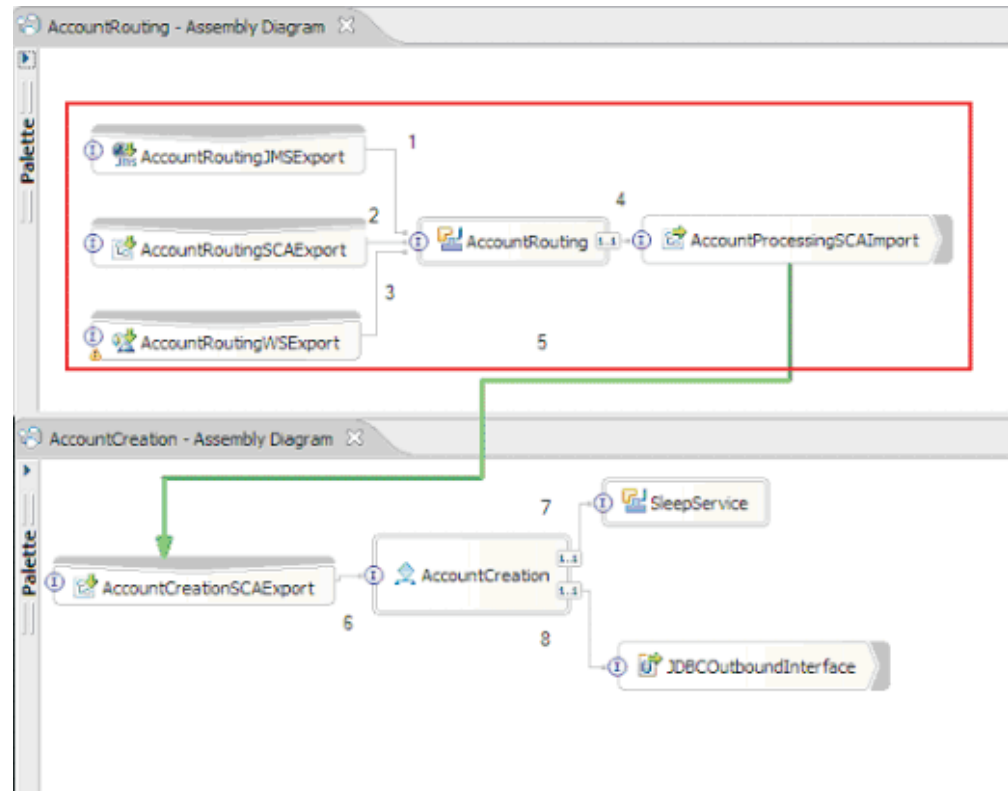 AccountRouting - Assembly Diagram
Palette
1
AccountRoutingJMSExport
2
4
AccountRoutingSCAExport
AccountRouting
1..1
AccountProcessingSCAImport
3
AccountRoutingWSExport
5
AccountCreation - Assembly Diagram
Palette
7
SleepService
1..1
AccountCreation
AccountCreationSCAExport
1..1
6
8
JDBCOutboundInterface